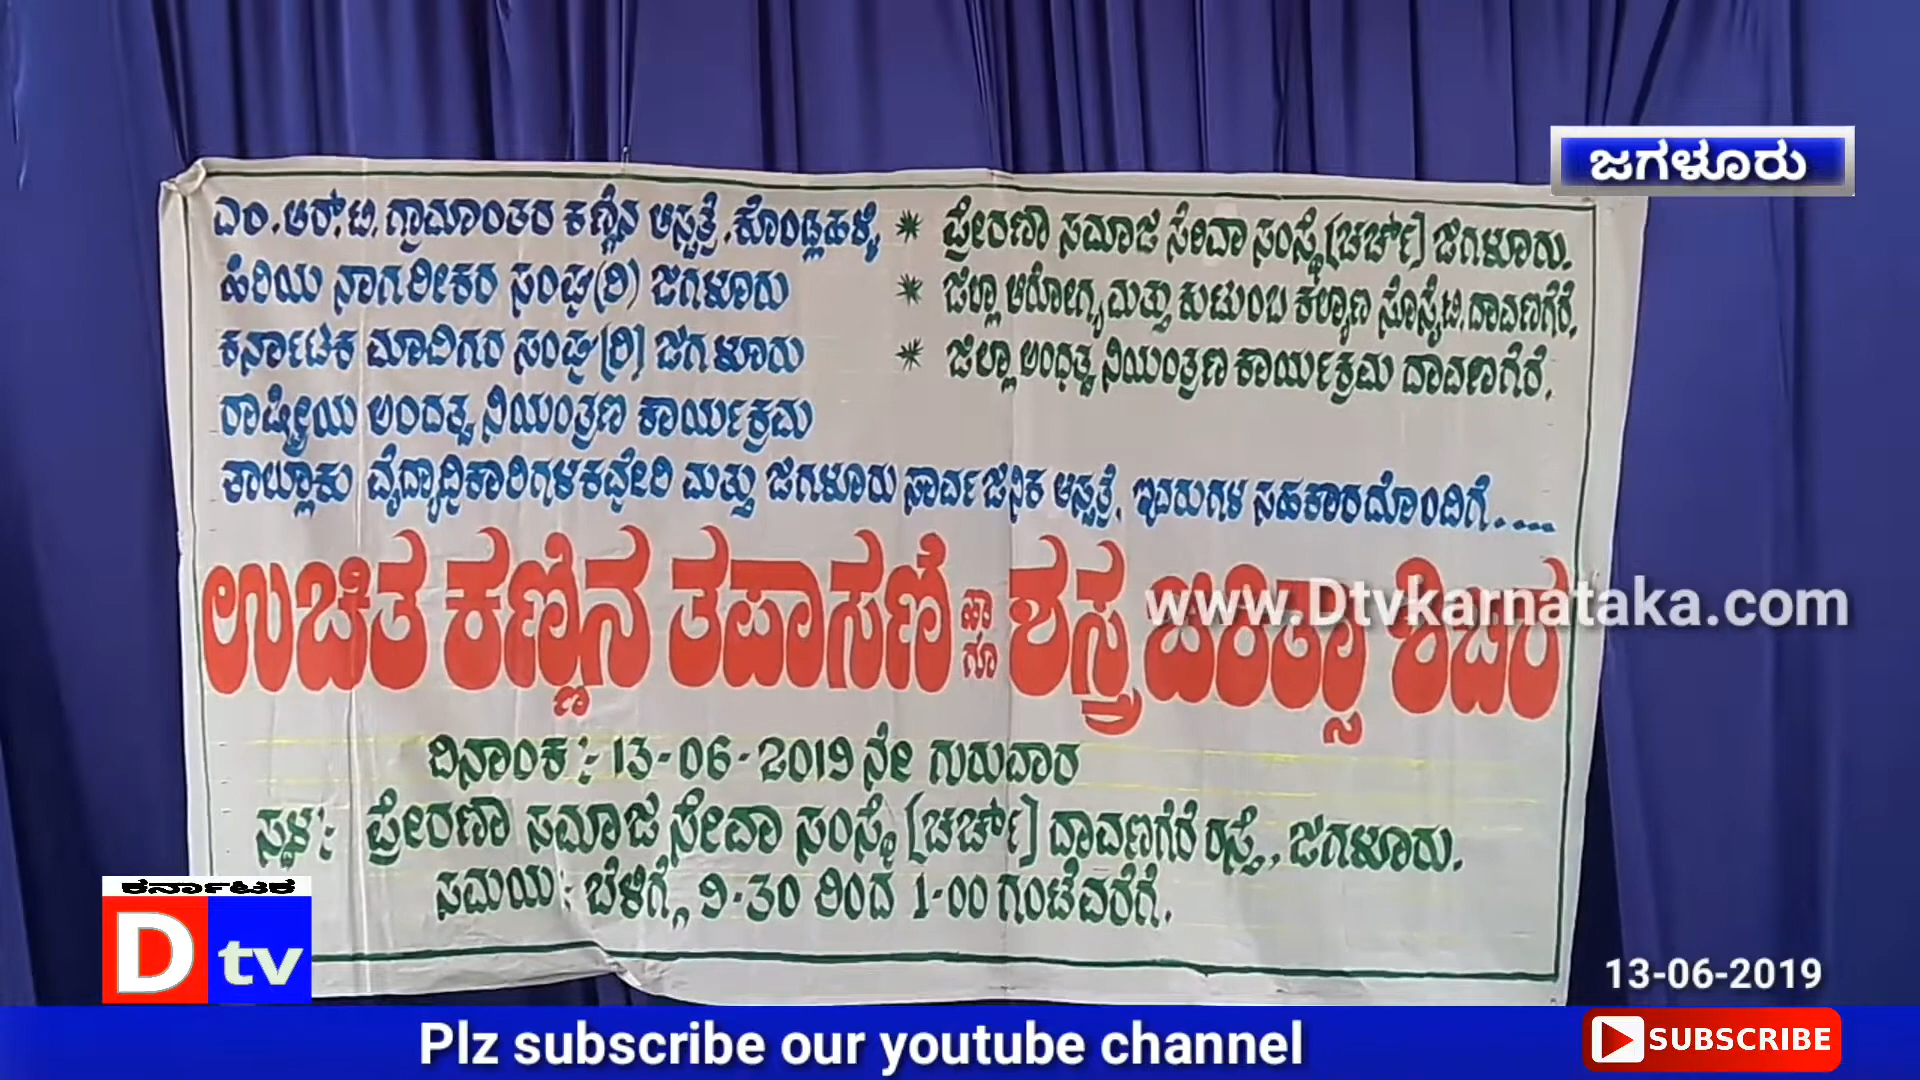 ಜಗಳೂರು
ಎಂ.ಆರ್.ಟಿ. ಗ್ರಾಮಾಂತರ ಕಣ್ಣಿನ ಆಸ್ಪತ್ರೆ, ಕೊಂಡ್ಲಹಳ್ಳಿ
ಹಿರಿಯ ನಾಗರೀಕರ ಸಂಘ(ರಿ) ಜಗಳೂರು
ಕರ್ನಾಟಕ ಮಾದಿಗರ ಸಂಘ(ರಿ) ಜಗಳೂರು
ರಾಷ್ಟ್ರೀಯ ಅಂದತ್ವ ನಿಯಂತ್ರಣ ಕಾರ್ಯಕ್ರಮ
* ಪ್ರೇರಣಾ ಸಮಾಜ ಸೇವಾ ಸಂಸ್ಥೆ (ಚರ್ಚ್) ಜಗಳೂರು.
* ಜಿಲ್ಲಾ ಆರೋಗ್ಯ ಮತ್ತು ಕುಟುಂಬ ಕಲ್ಯಾಣ ಸೊಸೈಟಿ, ದಾವಣಗೆರೆ.
* ಜಿಲ್ಲಾ ಅಂಧತ್ವ ನಿಯಂತ್ರಣ ಕಾರ್ಯಕ್ರಮ ದಾವಣಗೆರೆ.
ತಾಲ್ಲೂಕು ವೈದ್ಯಾಧಿಕಾರಿಗಳ ಕಛೇರಿ ಮತ್ತು ಜಗಳೂರು ಸಾರ್ವಜನಿಕ ಆಸ್ಪತ್ರೆ, ಇವರುಗಳ ಸಹಕಾರದೊಂದಿಗೆ.....
ಉಚಿತ ಕಣ್ಣಿನ ತಪಾಸಣೆ ಹಾಗೂ ಶಸ್ತ್ರ ಚಿಕಿತ್ಸಾ ಶಿಬಿರ
www.Dtvkarnataka.com
ದಿನಾಂಕ :- 13-06-2019 ನೇ ಗುರುವಾರ
ಸ್ಥಳ :- ಪ್ರೇರಣಾ ಸಮಾಜ ಸೇವಾ ಸಂಸ್ಥೆ (ಚರ್ಚ್) ದಾವಣಗೆರೆ ರಸ್ತೆ, ಜಗಳೂರು.
ಸಮಯ :- ಬೆಳಿಗ್ಗೆ 9-30 ರಿಂದ 1-00 ಗಂಟೆವರೆಗೆ.
ಕರ್ನಾಟಕ
D tv
13-06-2019
Plz subscribe our youtube channel
SUBSCRIBE